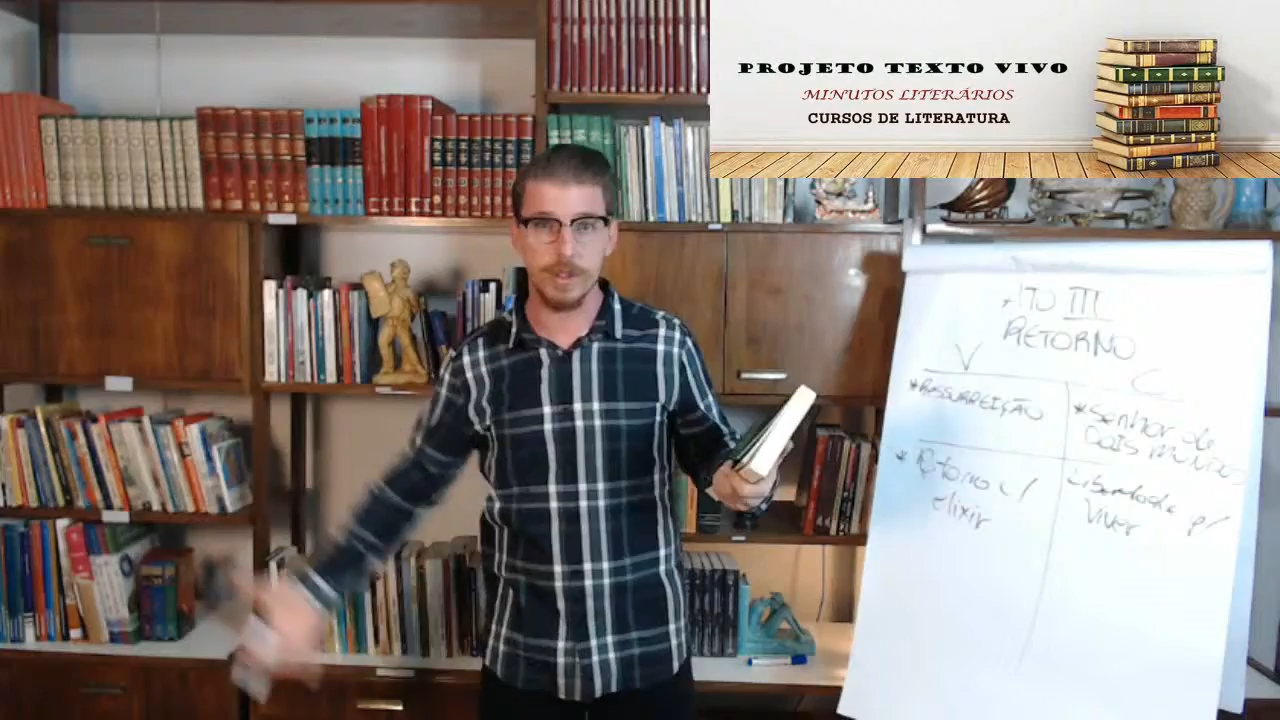 PROJETO TEXTO VIVO
MINUTOS LITERÁRIOS
CURSOS DE LITERATURA
ATO III
RETORNO
V
C
*RESSURREIÇÃO
*Senhor de
DOIS MUNDOS
* Retorno c/
elixir
Liberdade p/
Viver